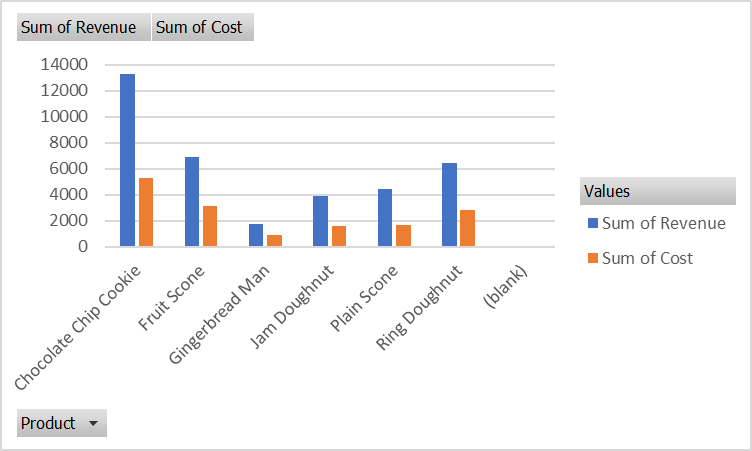 Sum of Revenue Sum of Cost
14000
12000
10000
8000
6000
4000
2000
0
Chocolate Chip Cookie
Fruit Scone
Gingerbread Man
Jam Doughnut
Plain Scone
Ring Doughnut
(blank)
Values
Sum of Revenue
Sum of Cost
Product